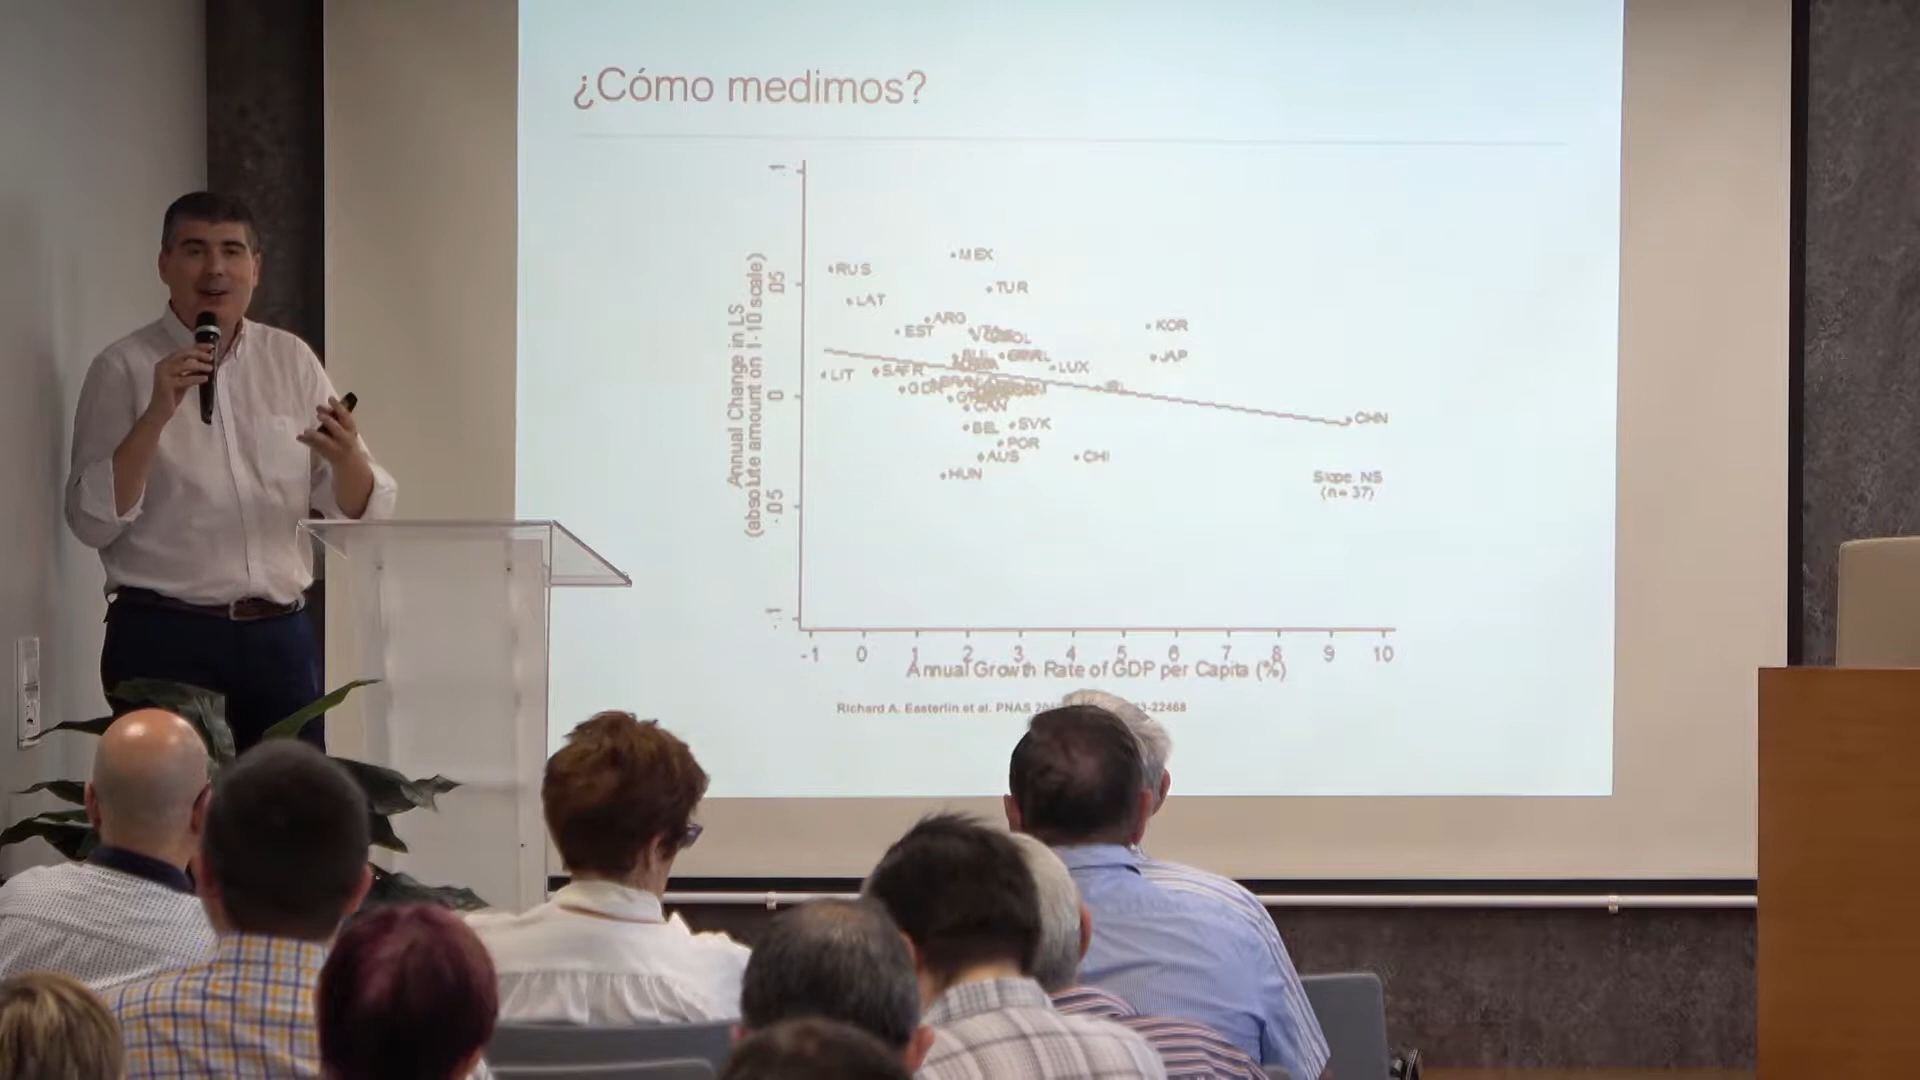 ¿Cómo medimos?
.1
MEX
RUS
TUR
.05
LAT
ARG
KOR
EST
JAP
LUX
LIT
SAFR
0
CAN
CHN
BEL
SVK
POR
AUS
CHI
HUN
Slope: NS
(n= 37)
-.05
-.1
Annual Change in LS
(absolute amount on 1-10 scale)
-1 0 1 2 3 4 5 6 7 8 9 10
Annual Growth Rate of GDP per Capita (%)
Richard A. Easterlin et al. PNAS 3-22468